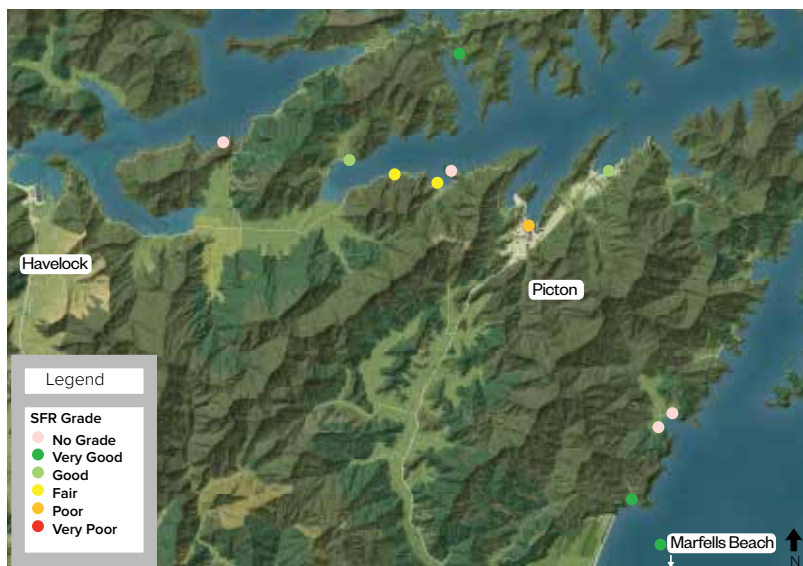 Havelock
Picton
Legend
SFR Grade
No Grade
Very Good
Good
Fair
Poor
Very Poor
Marfells Beach
N